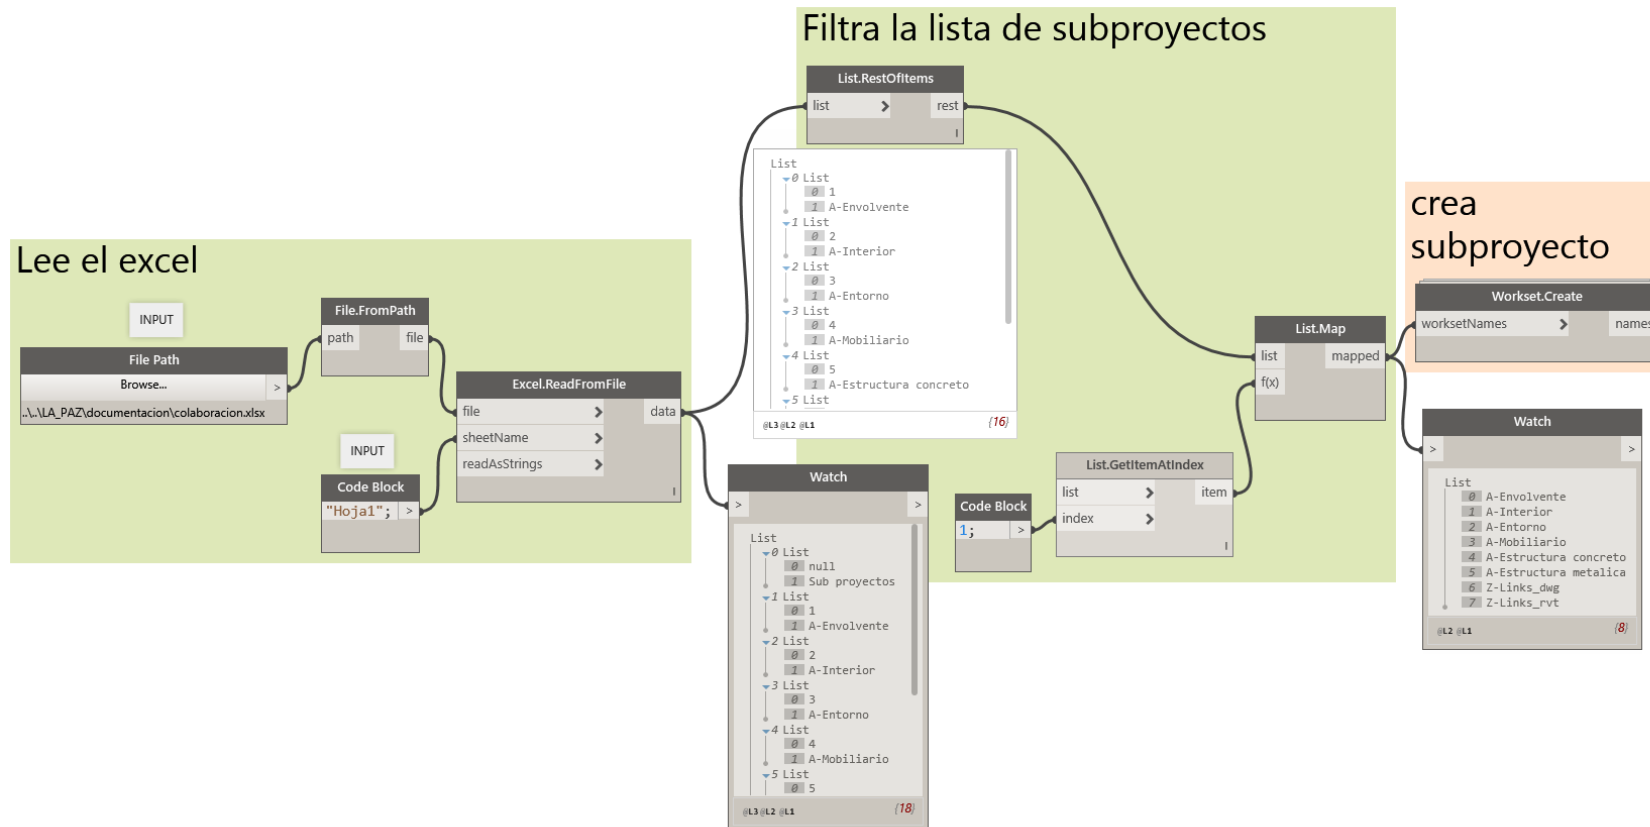 Filtra la lista de subproyectos
List.RestOfItems
list > rest
l
List
0 List
0 1
1 A-Envolvente
1 List
0 2
1 A-Interior
2 List
0 3
1 A-Entorno
3 List
0 4
1 A-Mobiliario
4 List
0 5
1 A-Estructura concreto
5 List
@L3 @L2 @L1 {16}
crea
subproyecto
Workset.Create
worksetNames > names
Lee el excel
INPUT
File Path
Browse...
>
..\..\LA_PAZ\documentacion\colaboracion.xlsx
File.FromPath
path file
Excel.ReadFromFile
file > data
sheetName >
readAsStrings >
l
INPUT
Code Block
"Hoja1"; >
Watch
> >
List
0 List
0 null
1 Sub proyectos
1 List
0 1
1 A-Envolvente
2 List
0 2
1 A-Interior
3 List
0 3
1 A-Entorno
4 List
0 4
1 A-Mobiliario
5 List
0 5
@L3 @L2 @L1 {18}
Code Block
1; >
List.GetItemAtIndex
list > item
index >
l
List.Map
list mapped
f(x)
Watch
> >
List
0 A-Envolvente
1 A-Interior
2 A-Entorno
3 A-Mobiliario
4 A-Estructura concreto
5 A-Estructura metalica
6 Z-Links_dwg
7 Z-Links_rvt
@L2 @L1 {8}